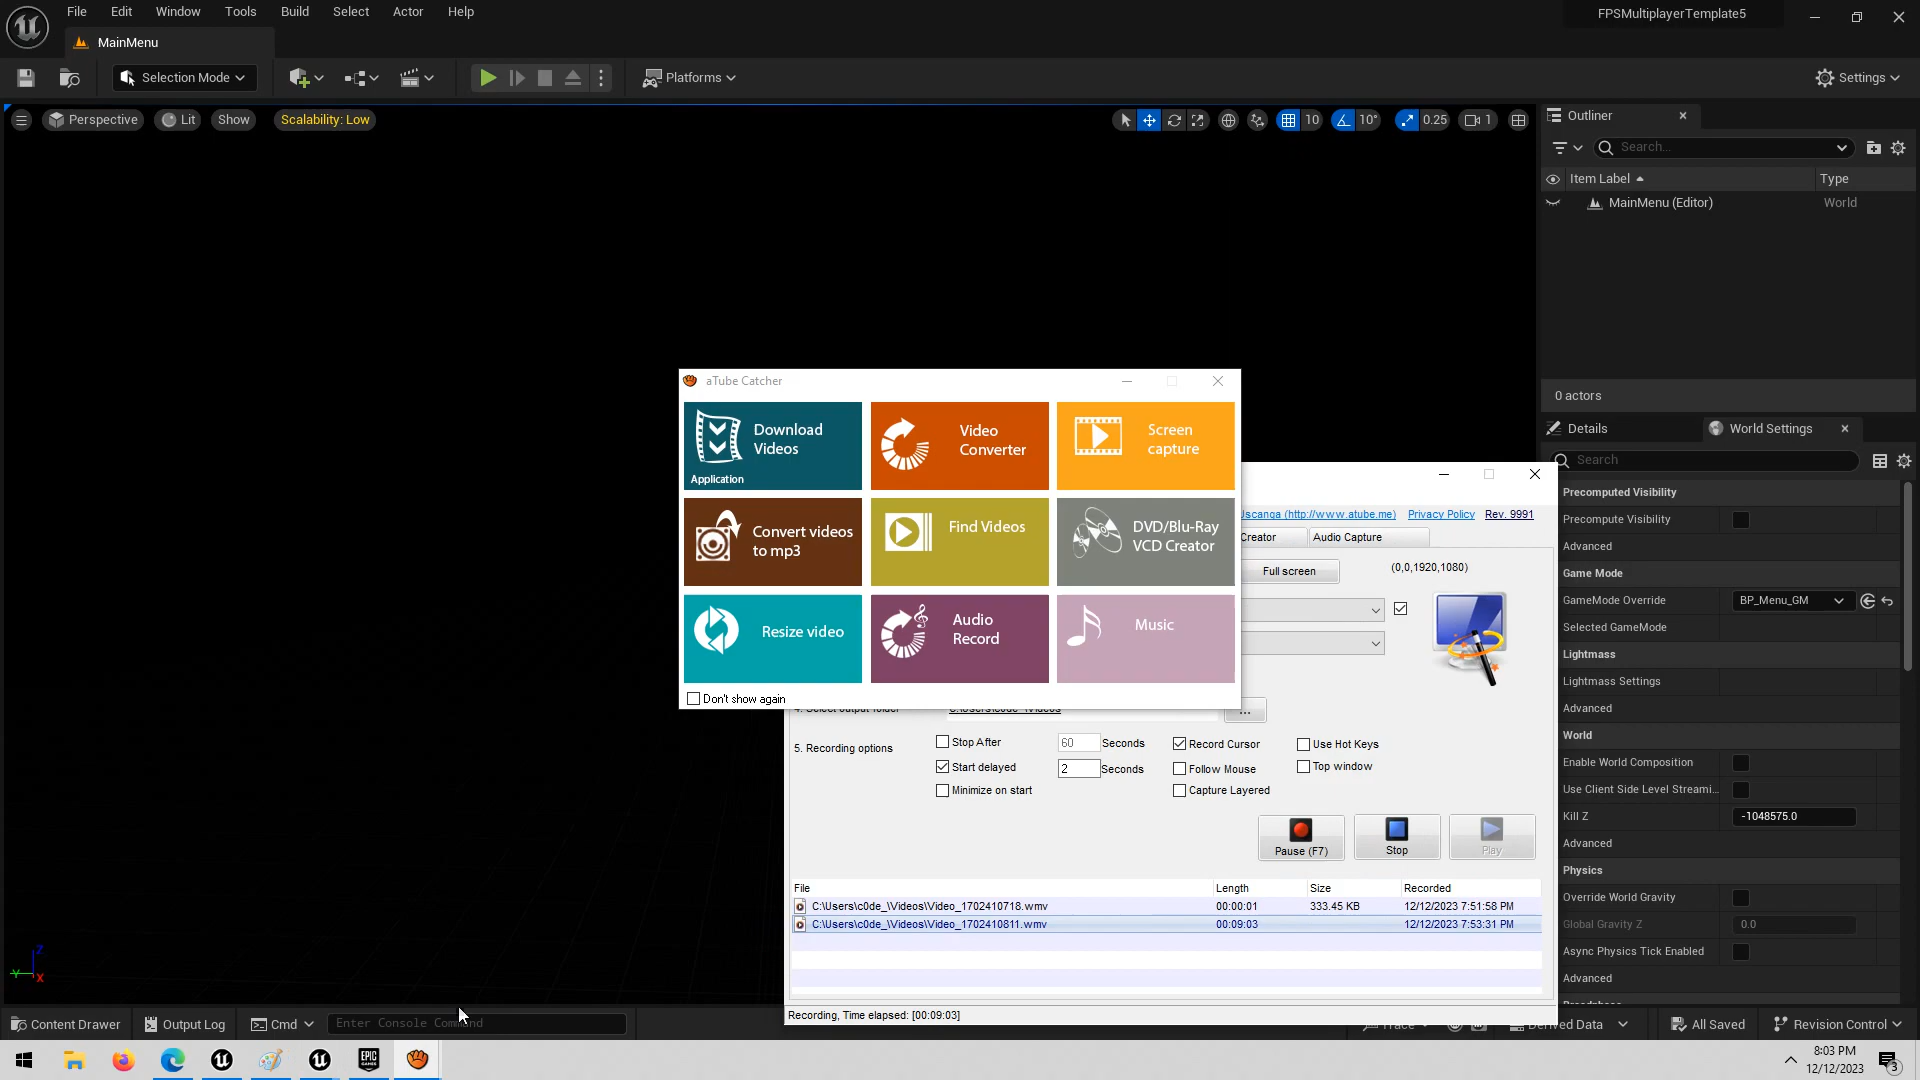 File Edit Window Tools Build Select Actor Help
FPSMultiplayerTemplate5
MainMenu
Selection Mode
Platforms
Settings
Perspective
Lit
Show
Scalability: Low
10
10°
0.25
1
Outliner
Search...
Item Label
Type
MainMenu (Editor)
World
0 actors
Details
World Settings
Search
Precomputed Visibility
Precompute Visibility
Advanced
Game Mode
GameMode Override
BP_Menu_GM
Selected GameMode
Lightmass
Lightmass Settings
Advanced
World
Enable World Composition
Use Client Side Level Streami...
Kill Z
-1048575.0
Advanced
Physics
Override World Gravity
Global Gravity Z
0.0
Async Physics Tick Enabled
Advanced
aTube Catcher
Download
Videos
Application
Video
Converter
Screen
capture
Convert videos
to mp3
Find Videos
DVD/Blu-Ray
VCD Creator
Resize video
Audio
Record
Music
Don't show again
Uscanga (http://www.atube.me)
Privacy Policy
Rev. 9991
Creator
Audio Capture
Full screen
(0,0,1920,1080)
4. Select output folder
C:\Users\c0de_\Videos
...
5. Recording options
Stop After
60
Seconds
Record Cursor
Use Hot Keys
Start delayed
2
Seconds
Follow Mouse
Top window
Minimize on start
Capture Layered
Pause (F7)
Stop
Play
File
Length
Size
Recorded
C:\Users\c0de_\Videos\Video_1702410718.wmv
00:00:01
333.45 KB
12/12/2023 7:51:58 PM
C:\Users\c0de_\Videos\Video_1702410811.wmv
00:09:03
12/12/2023 7:53:31 PM
Recording, Time elapsed: [00:09:03]
Z
Y
X
Content Drawer
Output Log
Cmd
Enter Console Command
Trace
Derived Data
All Saved
Revision Control
EPIC
GAMES
8:03 PM
12/12/2023
3